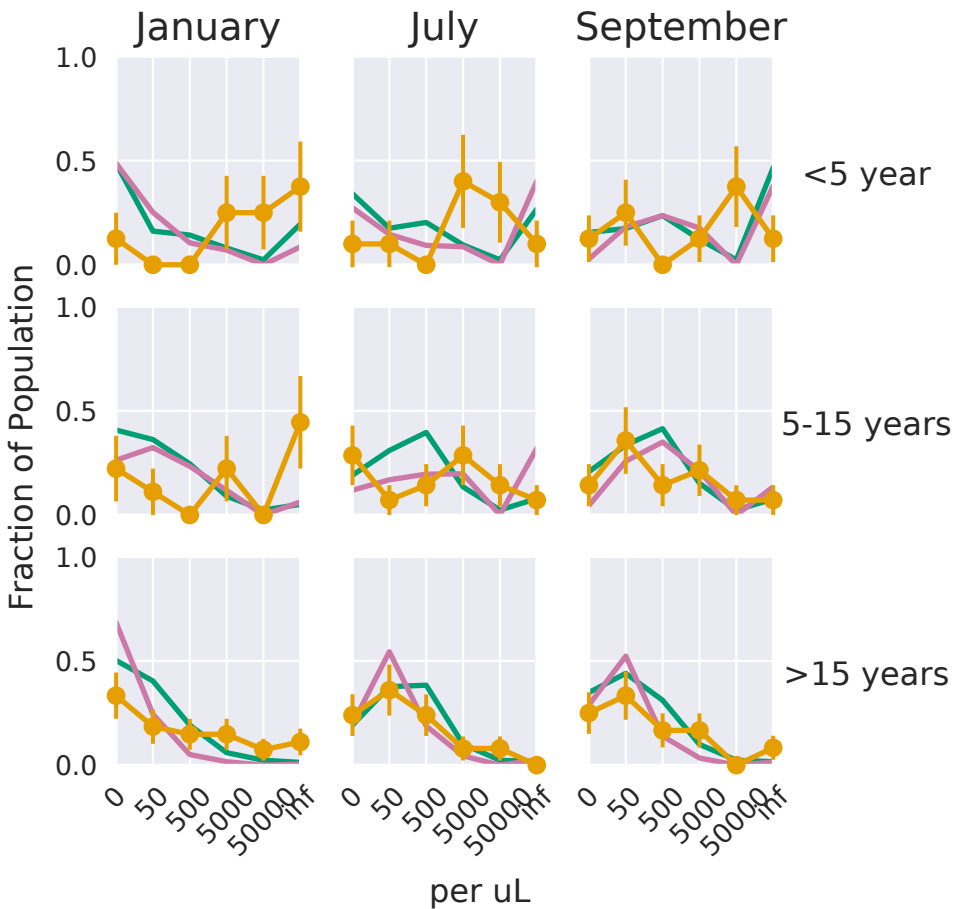 January July September
1.0
0.5
0.0
<5 year
1.0
0.5
0.0
5-15 years
1.0
0.5
0.0
>15 years
Fraction of Population
0 50 500 5000 50000 inf
0 50 500 5000 50000 inf
0 50 500 5000 50000 inf
per uL